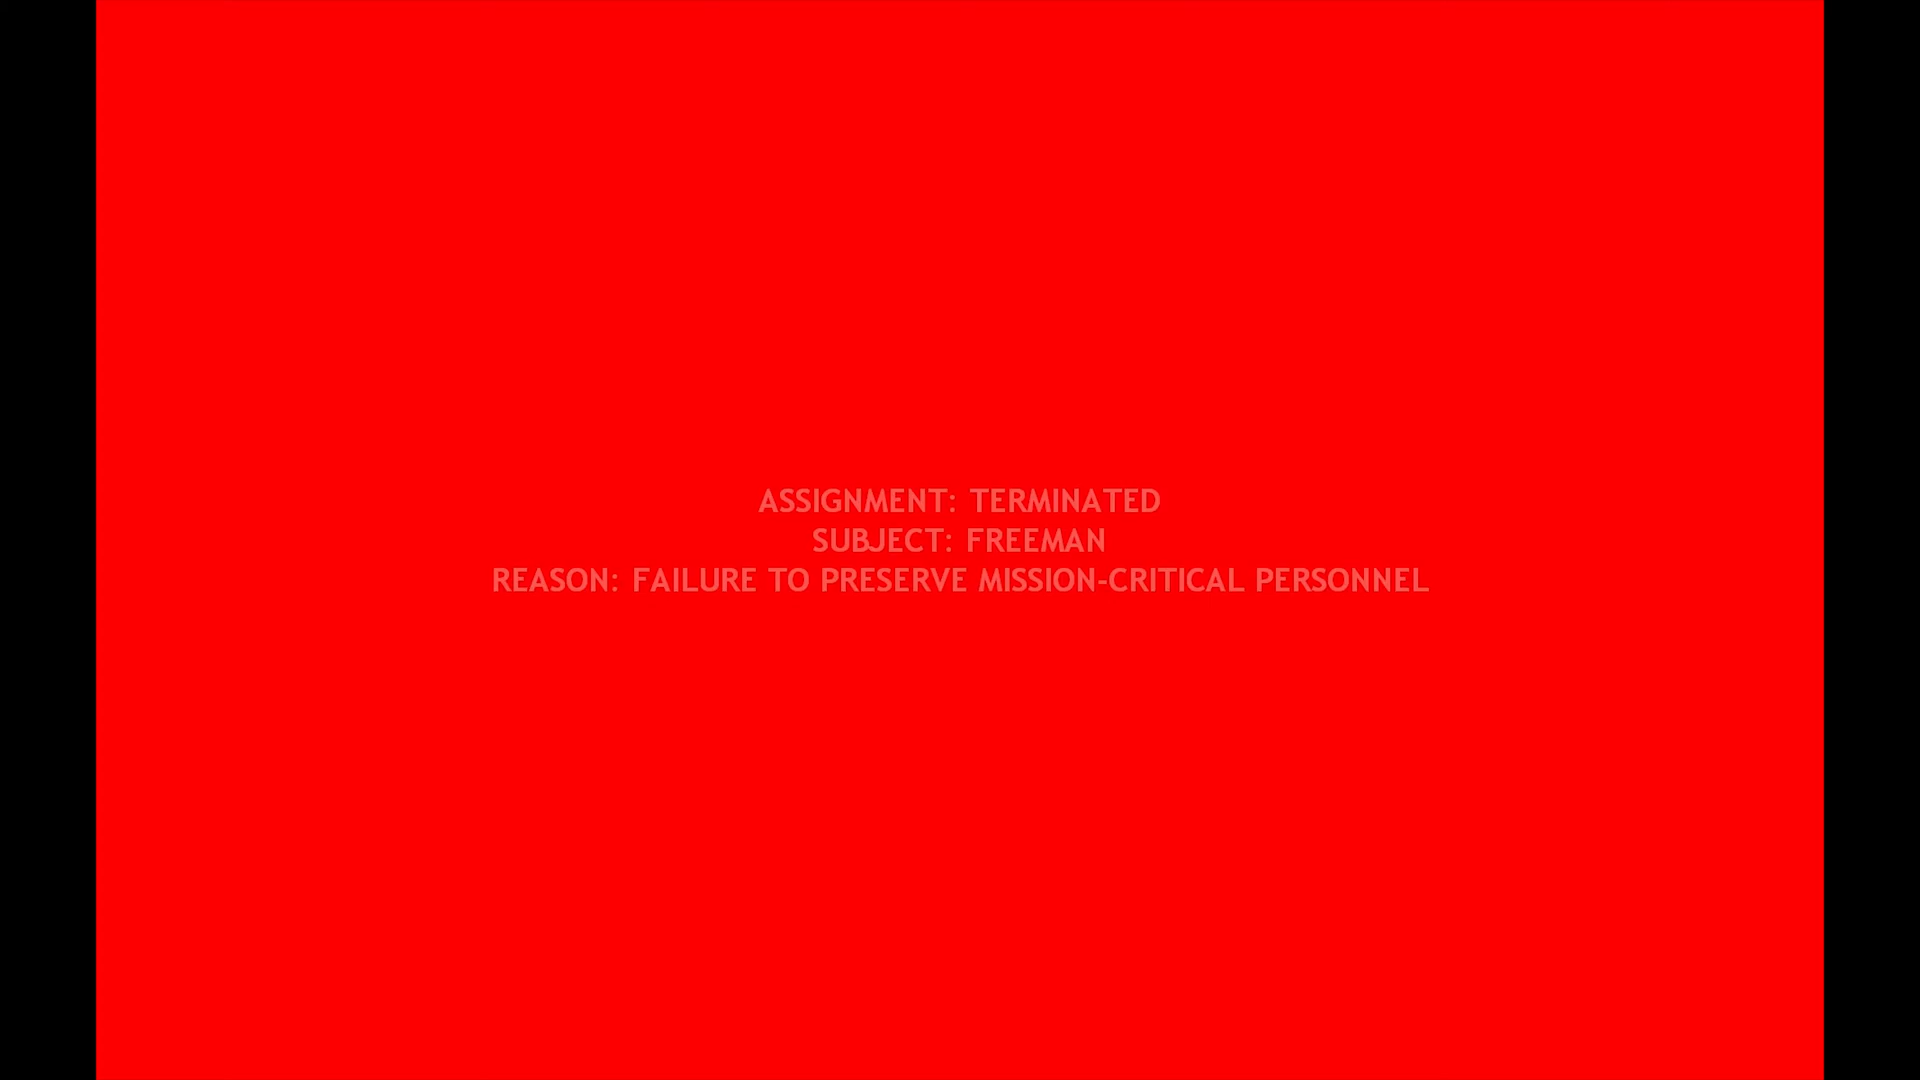 ASSIGNMENT: TERMINATED
SUBJECT: FREEMAN
REASON: FAILURE TO PRESERVE MISSION-CRITICAL PERSONNEL